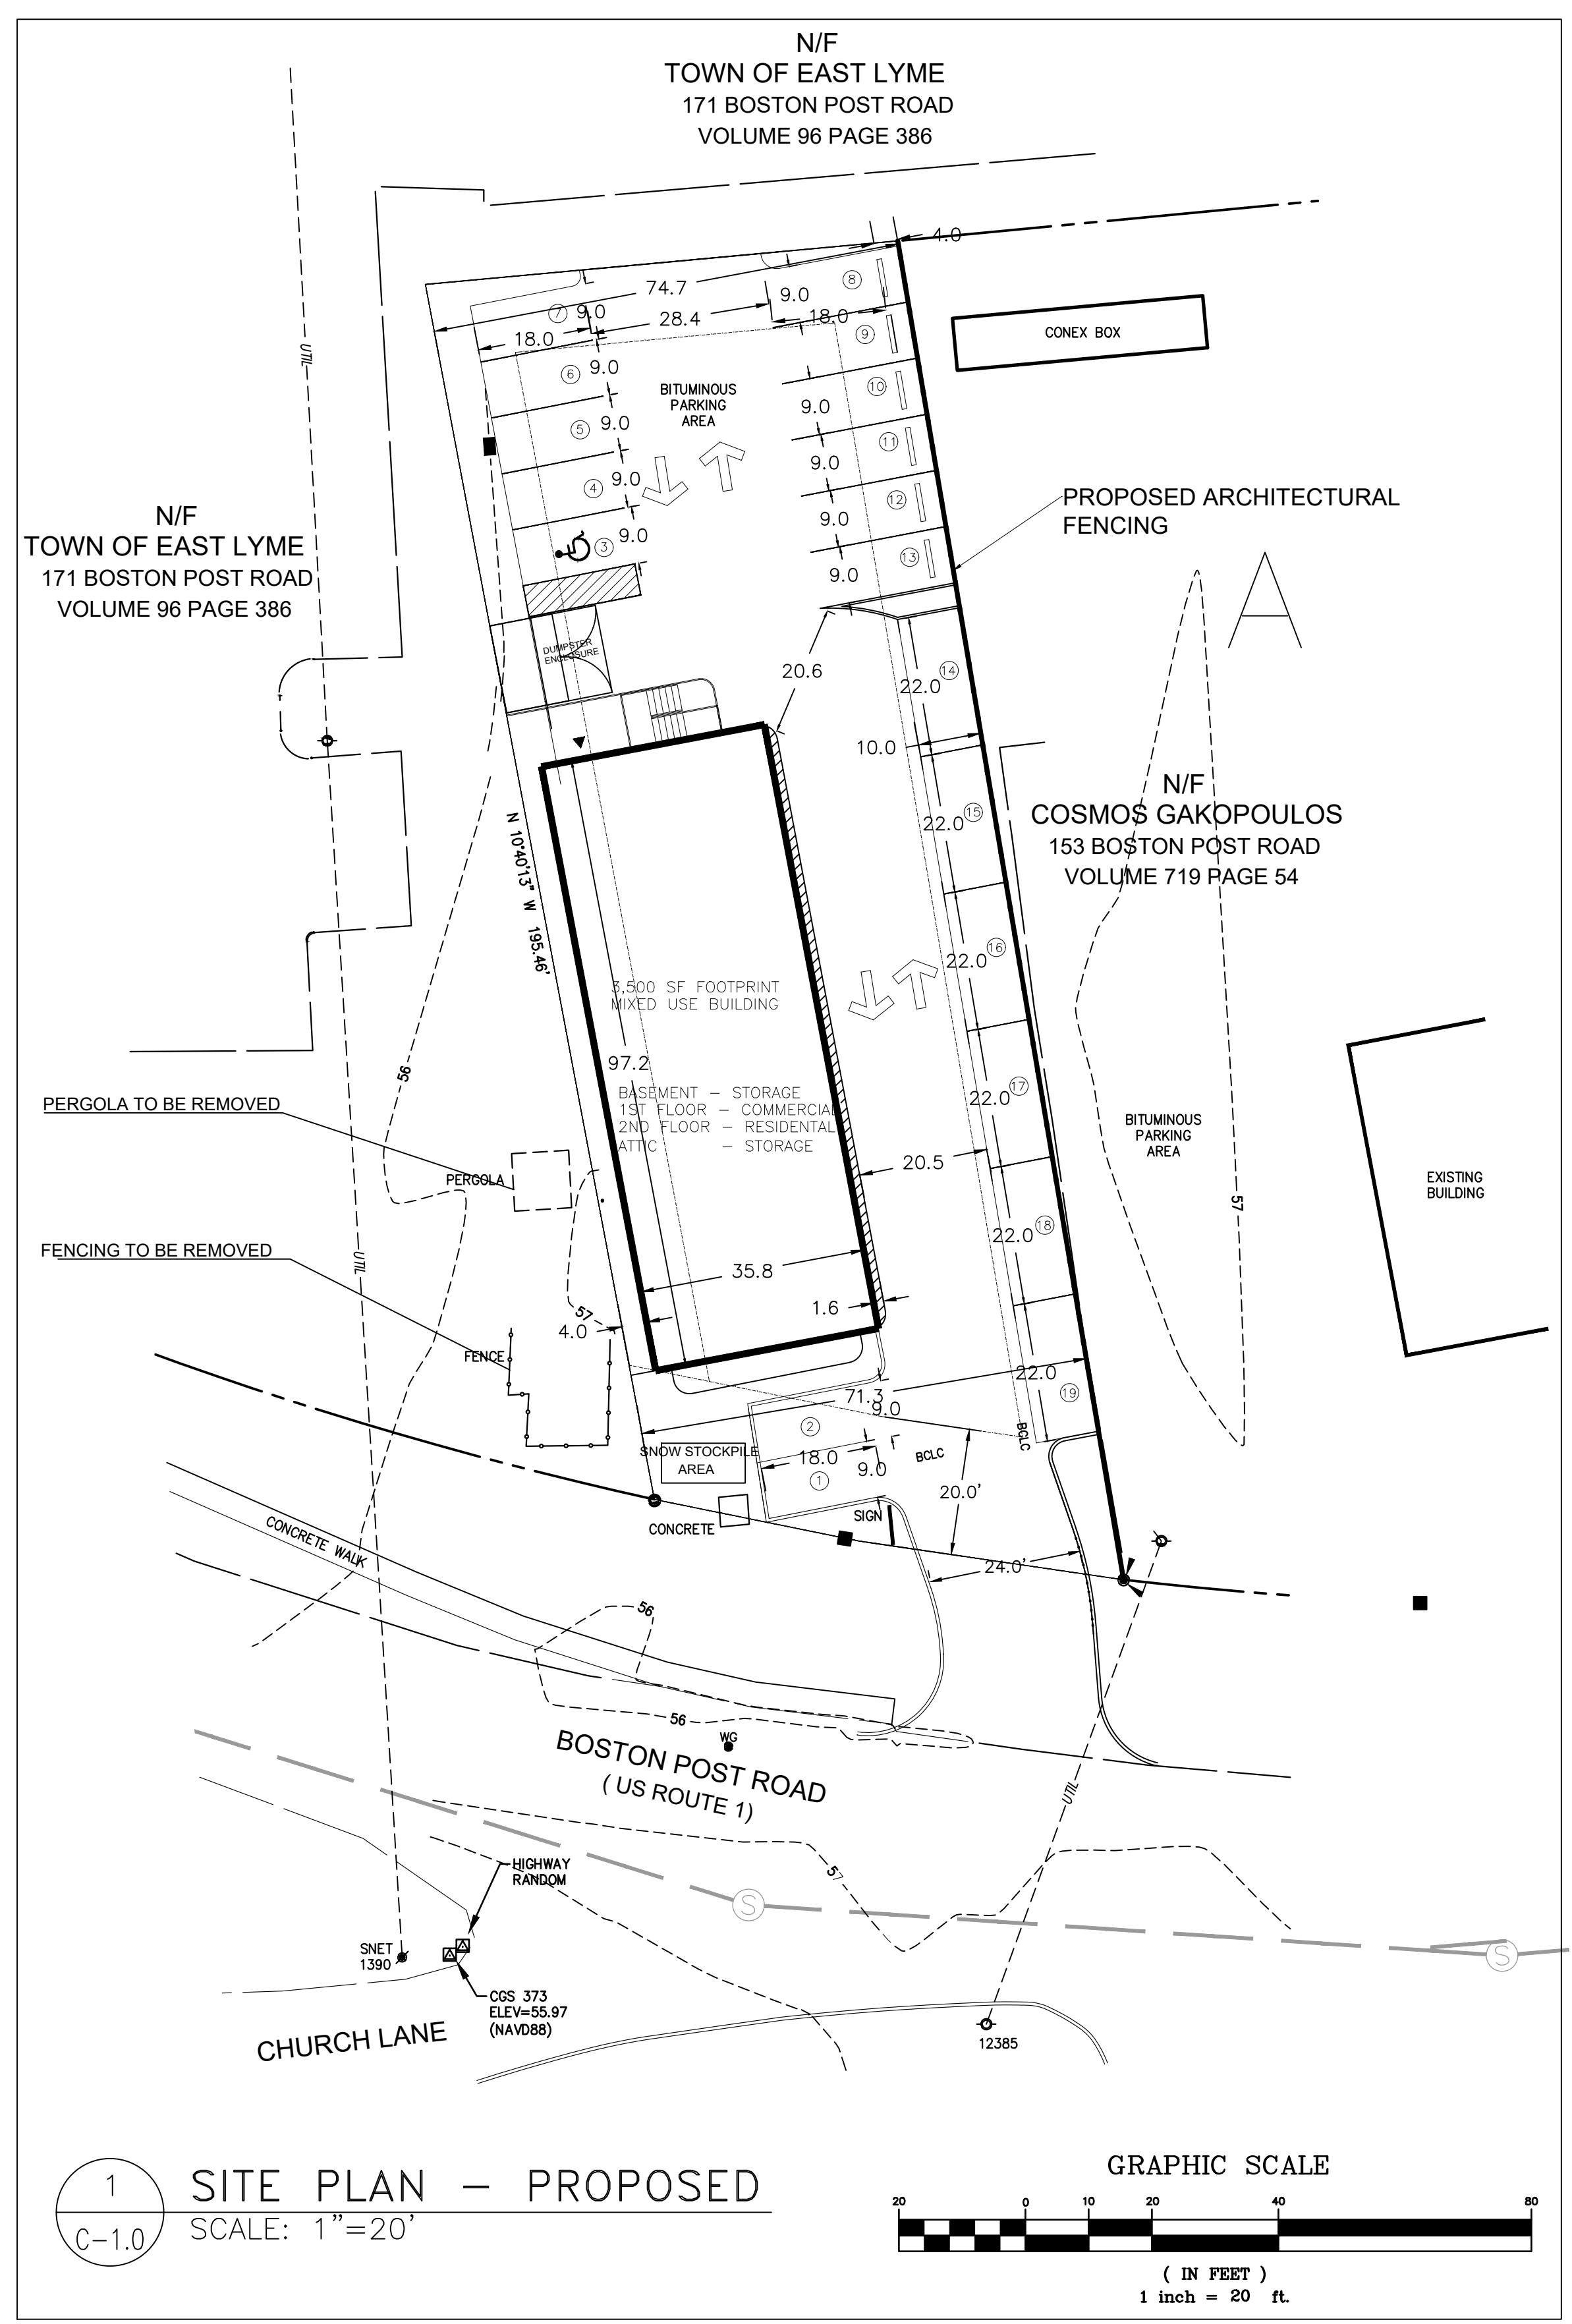 N/F
TOWN OF EAST LYME
171 BOSTON POST ROAD
VOLUME 96 PAGE 386
4.0
74.7
8
9.0
7
9.0
28.4
18.0
18.0
9
CONEX BOX
UTIL
6
9.0
BITUMINOUS
PARKING
AREA
10
9.0
5
9.0
11
9.0
4
9.0
12
9.0
PROPOSED ARCHITECTURAL
FENCING
N/F
TOWN OF EAST LYME
171 BOSTON POST ROAD
VOLUME 96 PAGE 386
3
9.0
13
9.0
DUMPSTER
ENCLOSURE
20.6
14
22.0
10.0
N/F
COSMOS GAKOPOULOS
153 BOSTON POST ROAD
VOLUME 719 PAGE 54
15
22.0
N 10°40'13" W 195.46'
16
22.0
3,500 SF FOOTPRINT
MIXED USE BUILDING
97.2
56
17
22.0
PERGOLA TO BE REMOVED
BASEMENT – STORAGE
1ST FLOOR – COMMERCIAL
2ND FLOOR – RESIDENTAL
ATTIC – STORAGE
BITUMINOUS
PARKING
AREA
20.5
PERGOLA
EXISTING
BUILDING
57
18
22.0
FENCING TO BE REMOVED
UTIL
35.8
1.6
57
4.0
FENCE
22.0
19
71.3
9.0
2
BCLC
BCLC
SNOW STOCKPILE
AREA
18.0
9.0
1
20.0'
SIGN
CONCRETE
24.0'
CONCRETE WALK
56
56
WG
BOSTON POST ROAD
( US ROUTE 1)
UTIL
57
HIGHWAY
RANDOM
S
S
SNET
1390
CGS 373
ELEV=55.97
(NAVD88)
CHURCH LANE
12385
1
C–1.0
SITE PLAN – PROPOSED
SCALE: 1"=20'
GRAPHIC SCALE
20 0 10 20 40 80
( IN FEET )
1 inch = 20 ft.